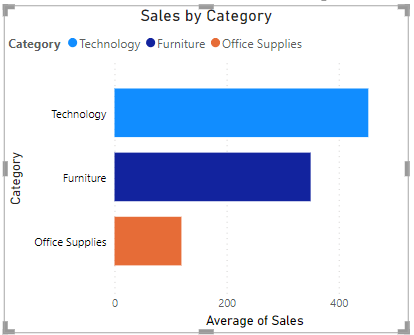 Sales by Category
Category Technology Furniture Office Supplies
Technology
Furniture
Office Supplies
Category
0 200 400
Average of Sales